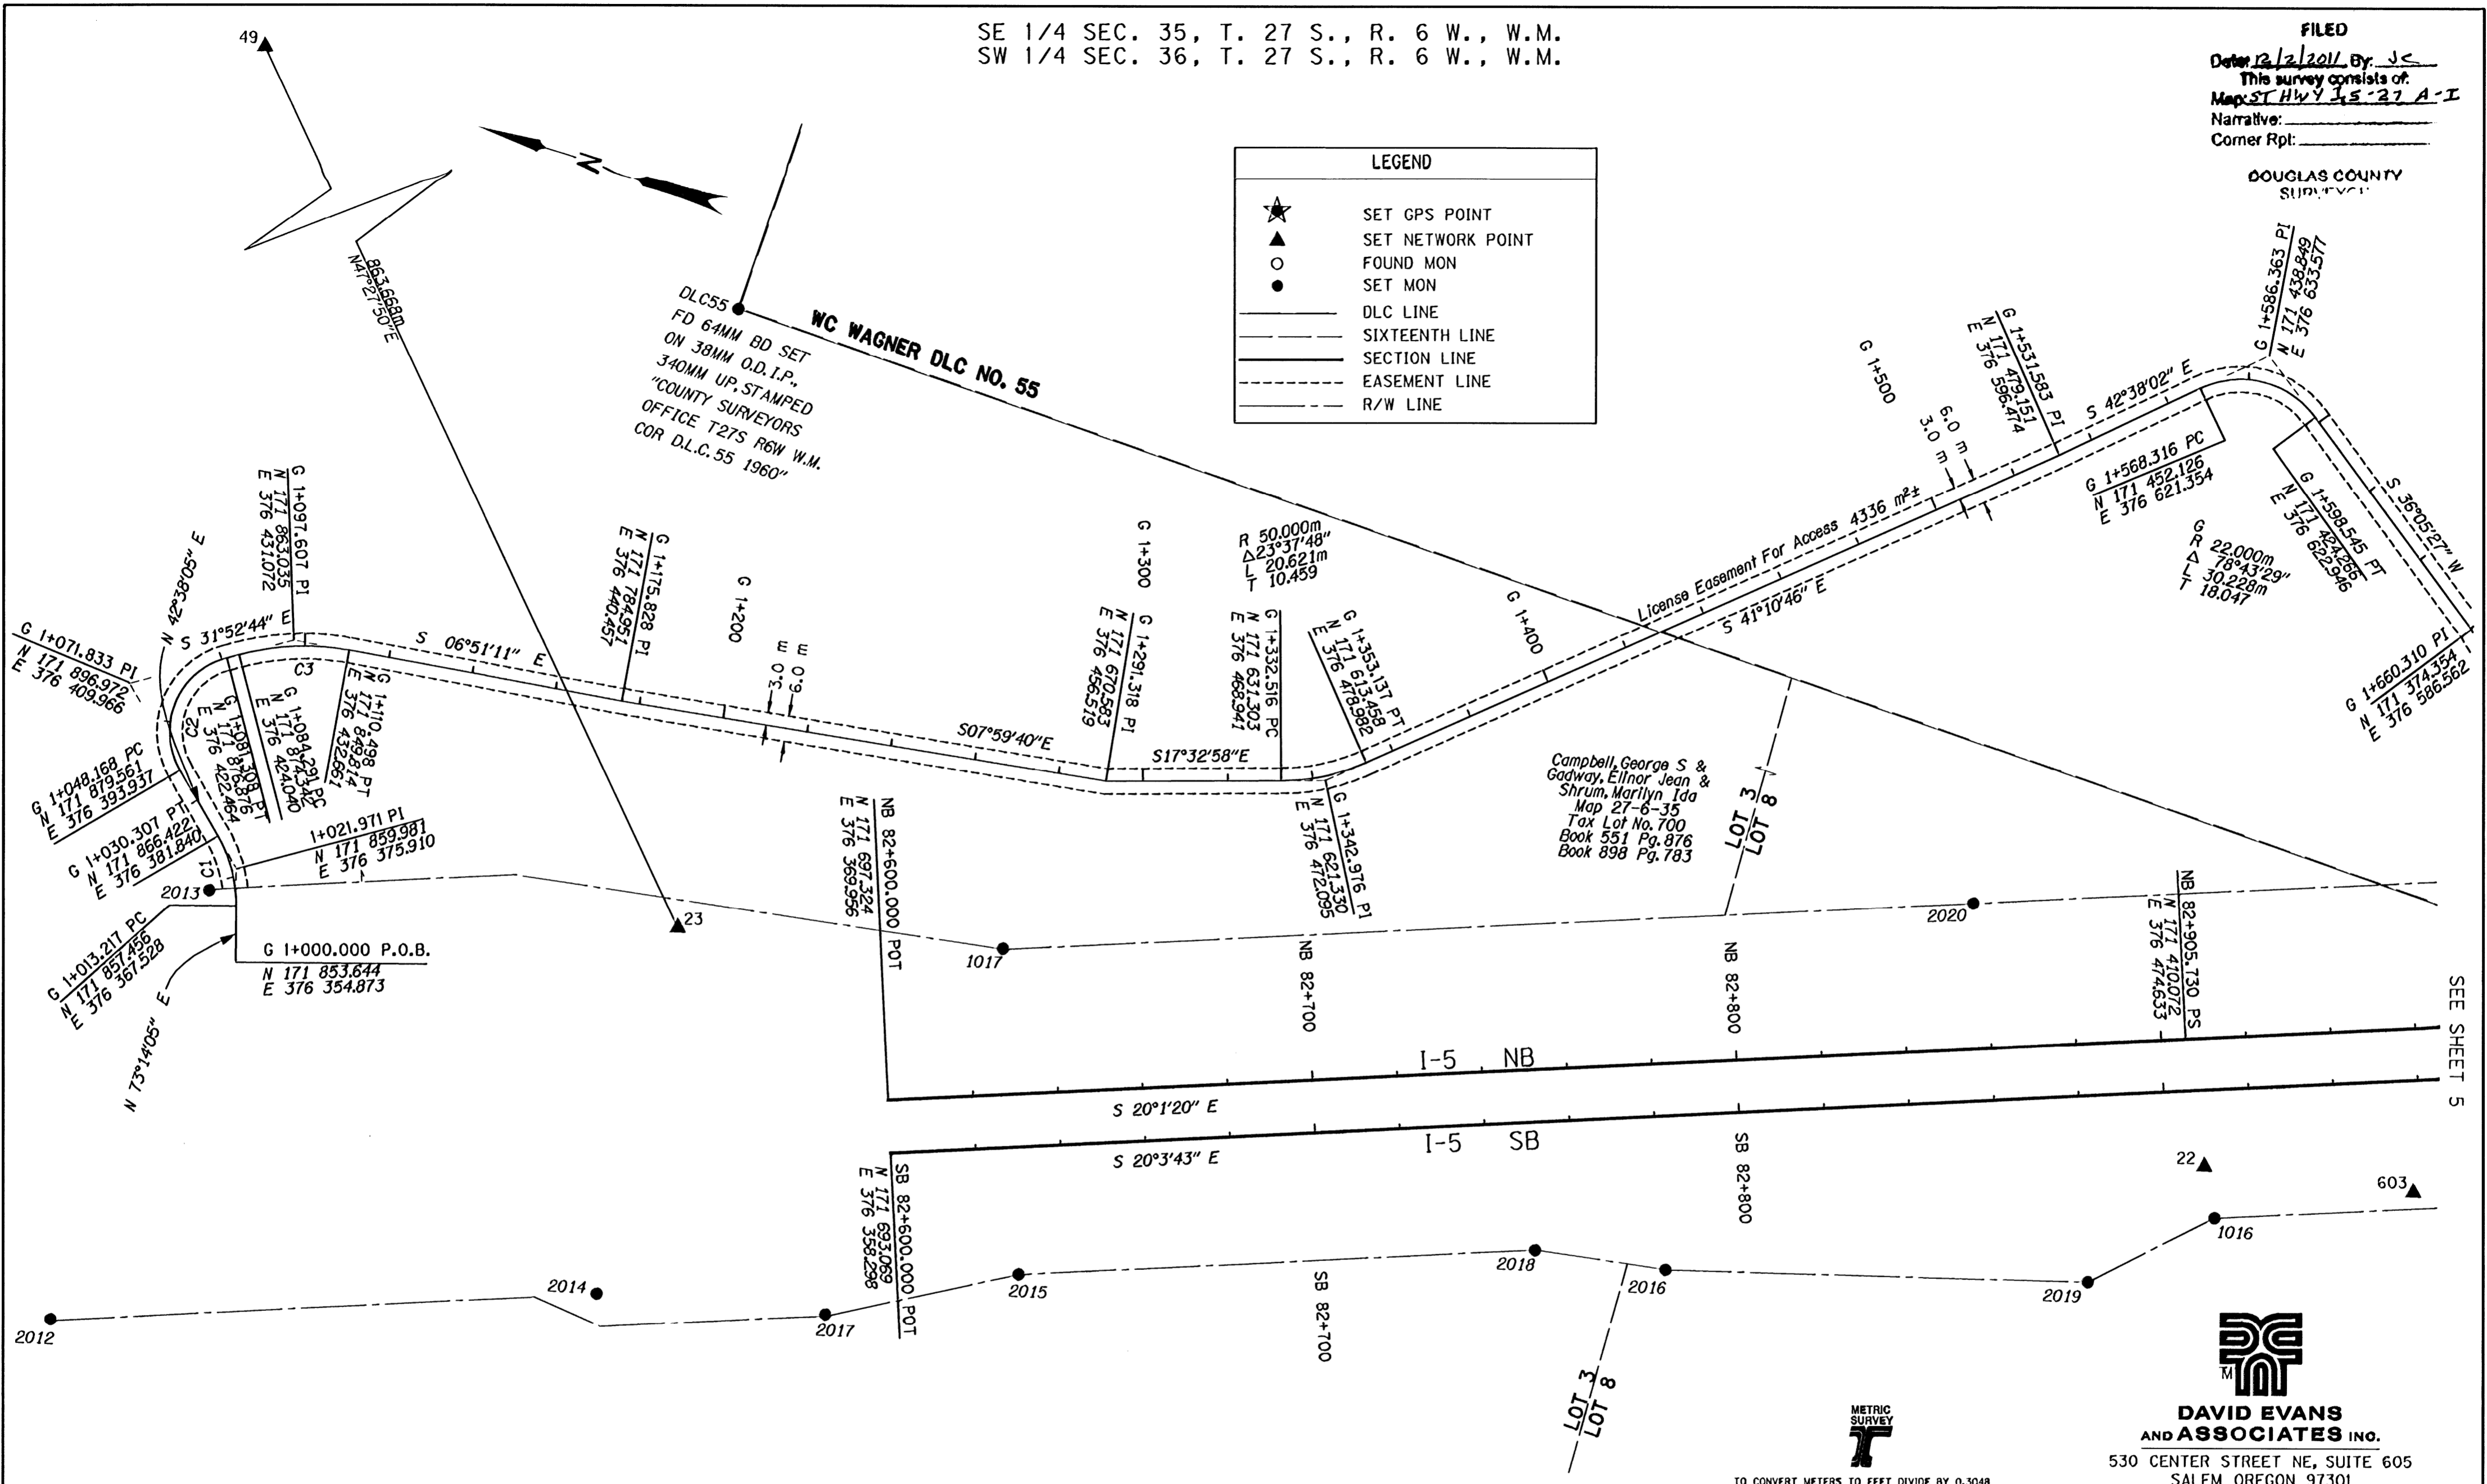 SE 1/4 SEC. 35, T. 27 S., R. 6 W., W.M.
SW 1/4 SEC. 36, T. 27 S., R. 6 W., W.M.
FILED
Date: 12/2/2011 By: JC
This survey consists of:
Map: ST HWY I5-27 A-I
Narrative:
Corner Rpt:
DOUGLAS COUNTY
SURVEYOR
LEGEND
SET GPS POINT
SET NETWORK POINT
FOUND MON
SET MON
DLC LINE
SIXTEENTH LINE
SECTION LINE
EASEMENT LINE
R/W LINE
49
N
863.668m
N47°27'50"E
DLC55
FD 64MM BD SET
ON 38MM O.D.I.P.,
340MM UP, STAMPED
"COUNTY SURVEYORS
OFFICE T27S R6W W.M.
COR D.L.C. 55 1960"
WC WAGNER DLC NO. 55
G 1+586.363 PI
N 171 438.849
E 376 633.577
G 1+531.583 PI
N 171 479.151
E 376 596.474
G 1+500
6.0 m
3.0 m
S 42°38'02" E
G 1+568.316 PC
N 171 452.126
E 376 621.354
G 1+598.545 PT
N 171 424.266
E 376 622.946
S 36°05'27" W
G
R 22.000m
Δ 78°43'29"
L 30.228m
T 18.047
G 1+660.310 PI
N 171 374.354
E 376 586.562
License Easement For Access 4336 m²±
S 41°10'46" E
G 1+400
R 50.000m
Δ23°37'48"
L 20.621m
T 10.459
G 1+300
G 1+291.318 PI
N 171 670.583
E 376 456.519
G 1+332.516 PC
N 171 631.303
E 376 468.941
G 1+353.137 PT
N 171 613.458
E 376 478.982
G 1+342.976 PI
N 171 621.330
E 376 472.095
S17°32'58"E
S07°59'40"E
G 1+200
3.0 m
6.0 m
G 1+175.828 PI
N 171 784.951
E 376 440.457
S 06°51'11" E
G 1+097.607 PI
N 171 863.035
E 376 431.072
N 42°38'05" E
S 31°52'44" E
C3
G 1+071.833 PI
N 171 896.972
E 376 409.966
C2
G 1+110.498 PT
N 171 849.814
E 376 432.661
G 1+084.291 PC
N 171 874.342
E 376 424.040
G 1+081.308 PT
N 171 876.876
E 376 422.464
G 1+048.168 PC
N 171 879.561
E 376 393.937
G 1+030.307 PT
N 171 866.422
E 376 381.840
1+021.971 PI
N 171 859.981
E 376 375.910
C1
2013
G 1+013.217 PC
N 171 857.456
E 376 367.528
G 1+000.000 P.O.B.
N 171 853.644
E 376 354.873
N 73°14'05" E
23
NB 82+600.000 POT
N 171 697.324
E 376 369.956
1017
Campbell, George S &
Gadway, Elinor Jean &
Shrum, Marilyn Ida
Map 27-6-35
Tax Lot No. 700
Book 551 Pg. 876
Book 898 Pg. 783
LOT 3
LOT 8
2020
NB 82+700
NB 82+800
NB 82+905.730 PS
N 171 410.072
E 376 474.633
SEE SHEET 5
I-5 NB
S 20°1'20" E
I-5 SB
S 20°3'43" E
SB 82+600.000 POT
N 171 693.069
E 376 358.298
SB 82+700
SB 82+800
22
603
1016
2012
2014
2017
2015
2018
2016
2019
LOT 3
LOT 8
METRIC
SURVEY
TO CONVERT METERS TO FEET DIVIDE BY 0.3048
TM
DAVID EVANS
AND ASSOCIATES INC.
530 CENTER STREET NE, SUITE 605
SALEM OREGON 97301